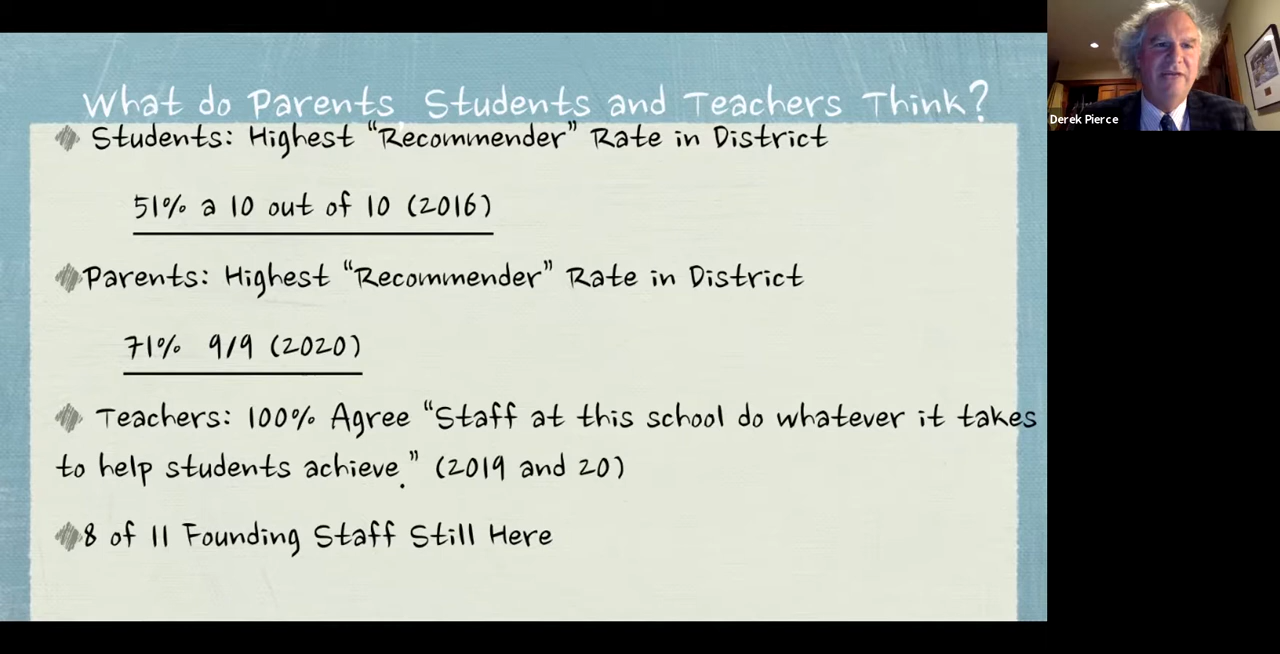 What do Parents, Students and Teachers Think?
Students: Highest “Recommender” Rate in District
51% a 10 out of 10 (2016)
Parents: Highest “Recommender” Rate in District
71% 9/9 (2020)
Teachers: 100% Agree “Staff at this school do whatever it takes
to help students achieve.” (2019 and 20)
8 of 11 Founding Staff Still Here
Derek Pierce